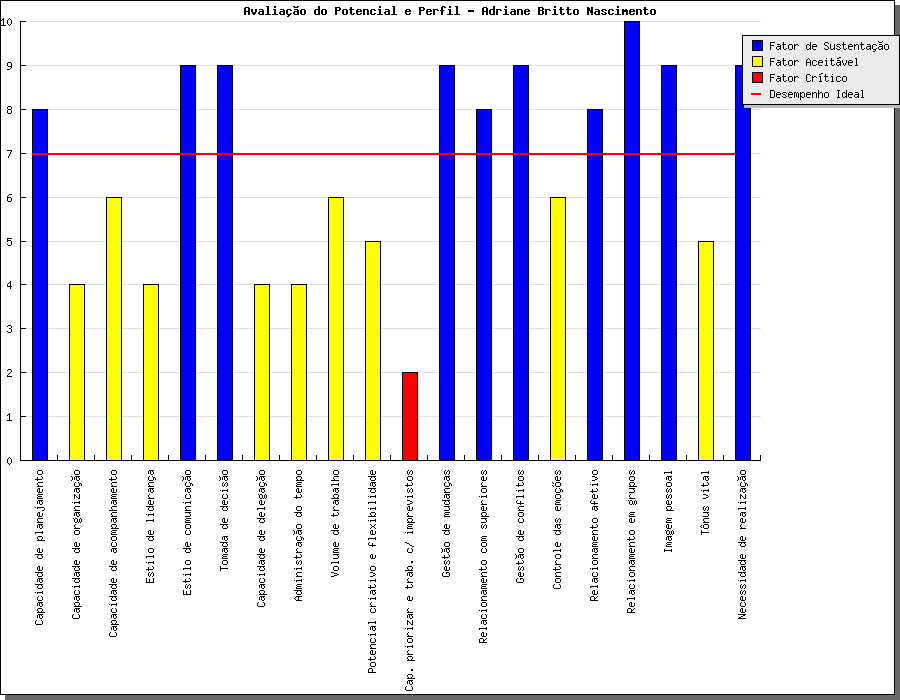 Avaliação do Potencial e Perfil - Adriane Britto Nascimento
10
9
8
7
6
5
4
3
2
1
0
Fator de Sustentação
Fator Aceitável
Fator Crítico
Desempenho Ideal
Capacidade de planejamento
Capacidade de organização
Capacidade de acompanhamento
Estilo de liderança
Estilo de comunicação
Tomada de decisão
Capacidade de delegação
Administração do tempo
Volume de trabalho
Potencial criativo e flexibilidade
Cap. priorizar e trab. c/ imprevistos
Gestão de mudanças
Relacionamento com superiores
Gestão de conflitos
Controle das emoções
Relacionamento afetivo
Relacionamento em grupos
Imagem pessoal
Tônus vital
Necessidade de realização